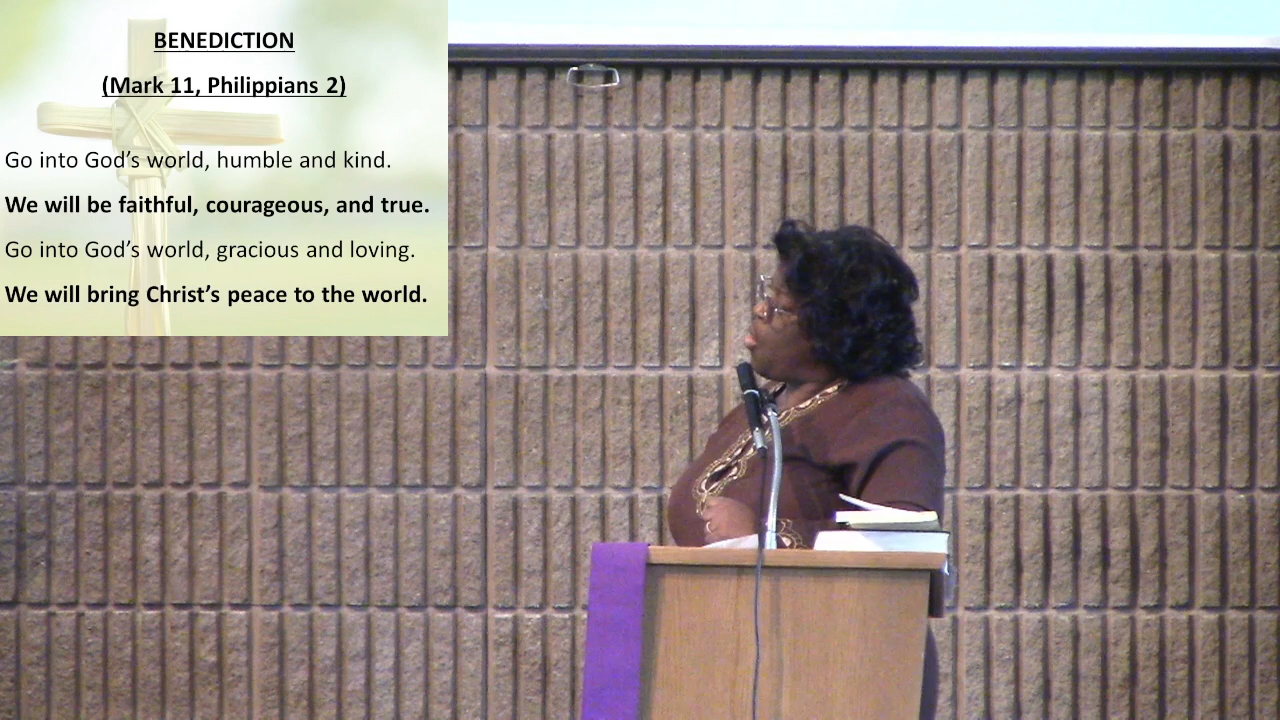 BENEDICTION
(Mark 11, Philippians 2)
Go into God’s world, humble and kind.
We will be faithful, courageous, and true.
Go into God’s world, gracious and loving.
We will bring Christ’s peace to the world.